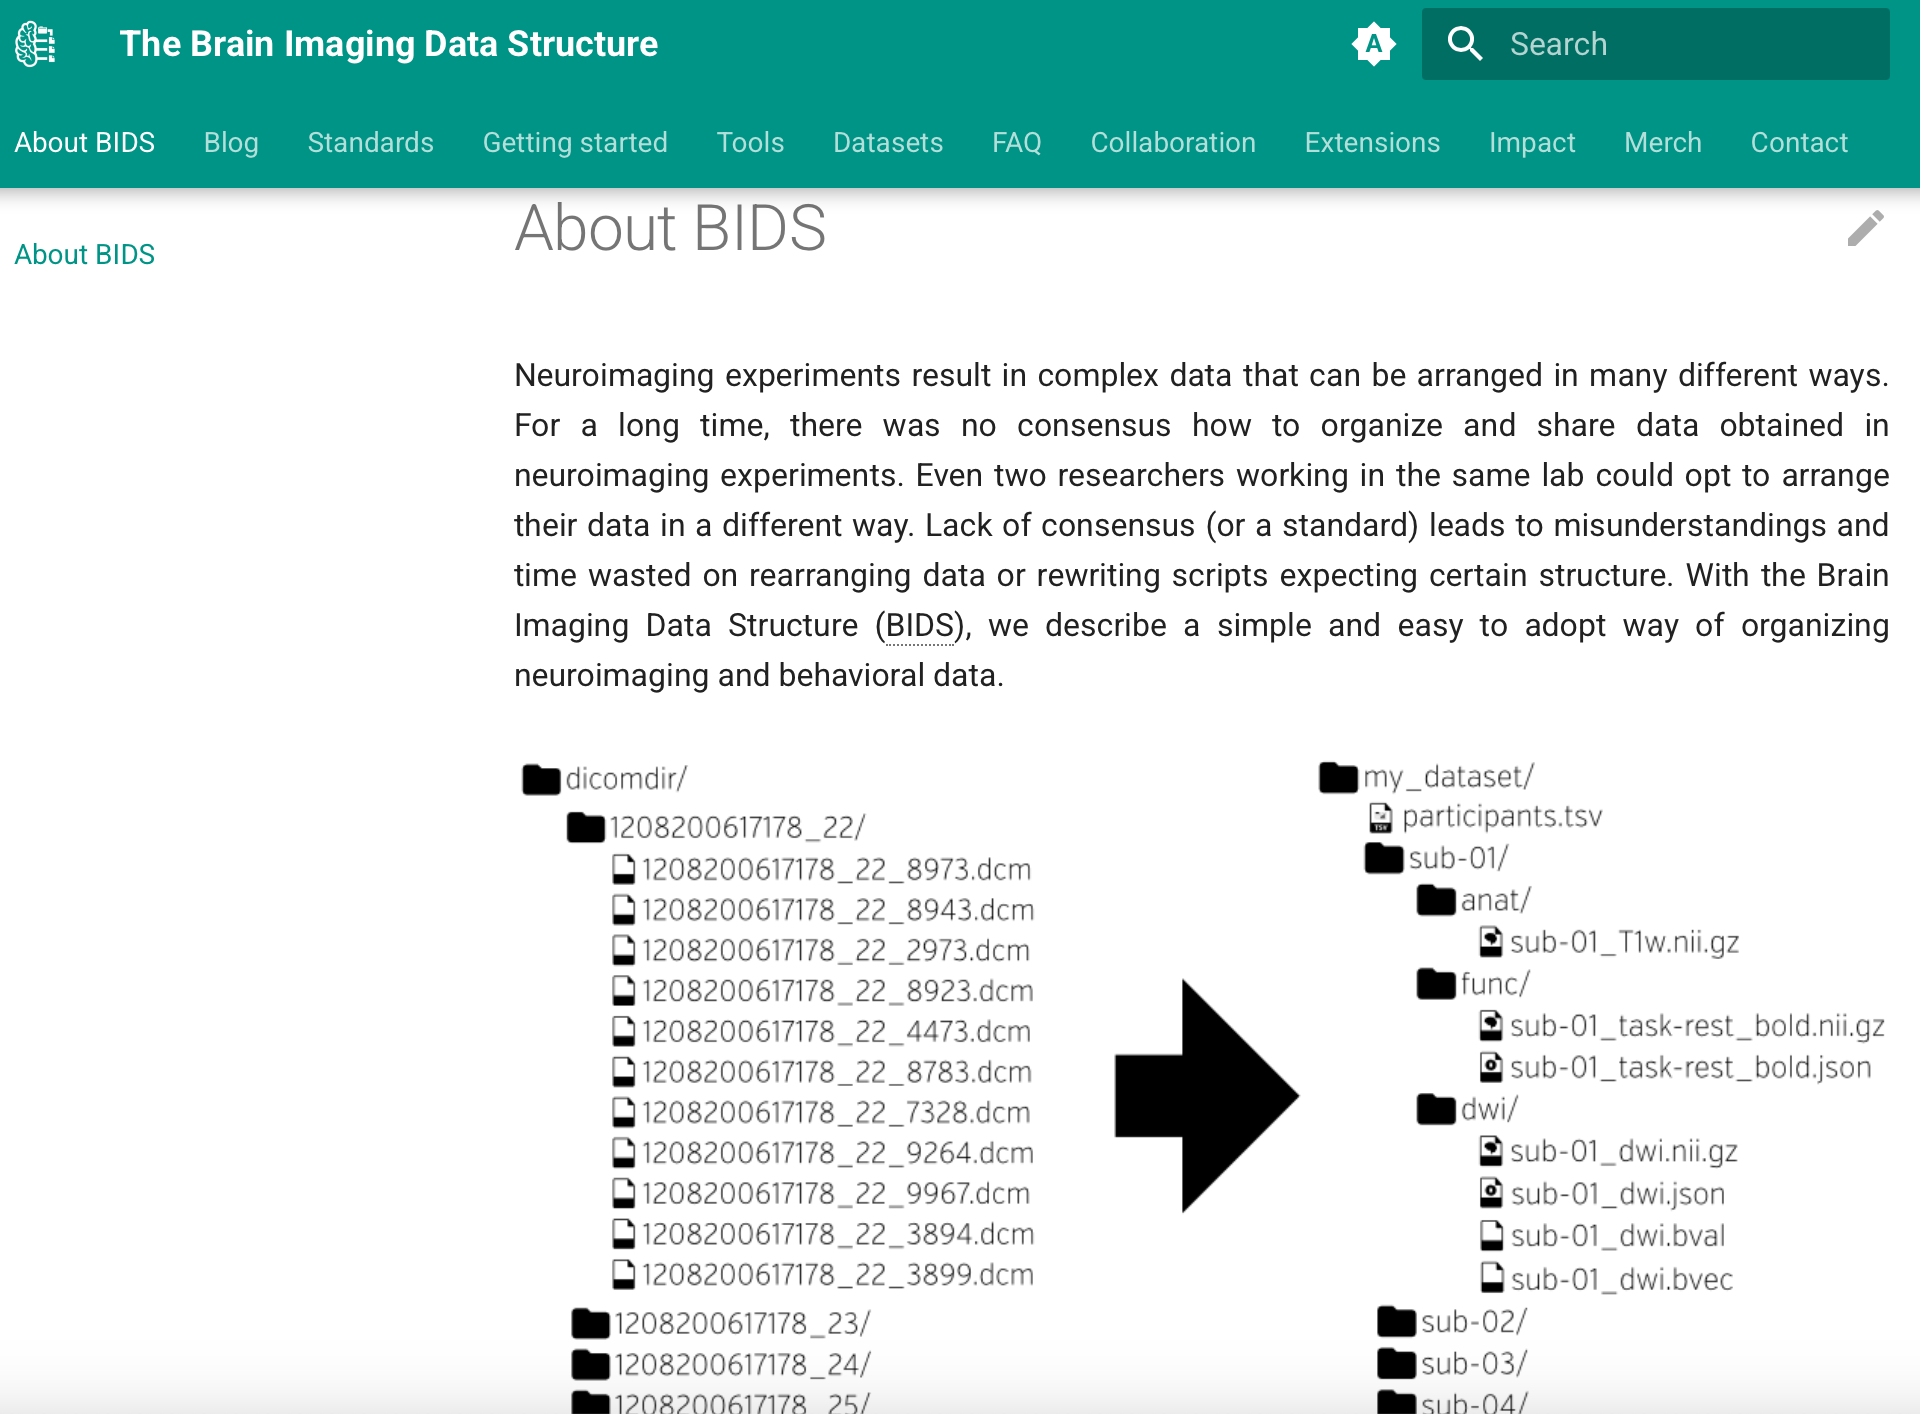 The Brain Imaging Data Structure
A
Search
About BIDS
Blog
Standards
Getting started
Tools
Datasets
FAQ
Collaboration
Extensions
Impact
Merch
Contact
About BIDS
About BIDS
Neuroimaging experiments result in complex data that can be arranged in many different ways.
For a long time, there was no consensus how to organize and share data obtained in
neuroimaging experiments. Even two researchers working in the same lab could opt to arrange
their data in a different way. Lack of consensus (or a standard) leads to misunderstandings and
time wasted on rearranging data or rewriting scripts expecting certain structure. With the Brain
Imaging Data Structure (BIDS), we describe a simple and easy to adopt way of organizing
neuroimaging and behavioral data.
dicomdir/
1208200617178_22/
1208200617178_22_8973.dcm
1208200617178_22_8943.dcm
1208200617178_22_2973.dcm
1208200617178_22_8923.dcm
1208200617178_22_4473.dcm
1208200617178_22_8783.dcm
1208200617178_22_7328.dcm
1208200617178_22_9264.dcm
1208200617178_22_9967.dcm
1208200617178_22_3894.dcm
1208200617178_22_3899.dcm
1208200617178_23/
1208200617178_24/
1208200617178_25/
my_dataset/
TSV
participants.tsv
sub-01/
anat/
sub-01_T1w.nii.gz
func/
sub-01_task-rest_bold.nii.gz
sub-01_task-rest_bold.json
dwi/
sub-01_dwi.nii.gz
sub-01_dwi.json
sub-01_dwi.bval
sub-01_dwi.bvec
sub-02/
sub-03/
sub-04/